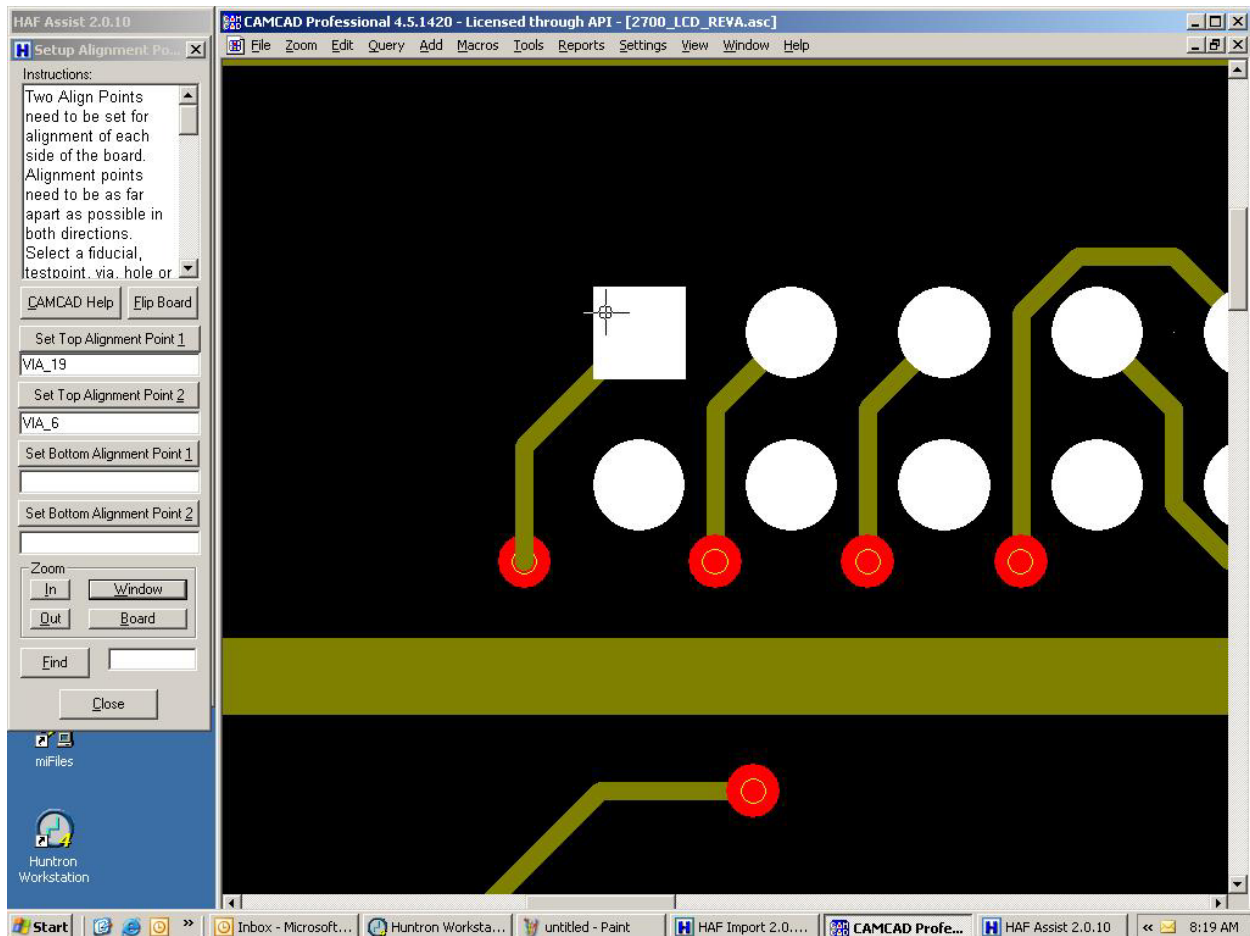 HAF Assist 2.0.10
Setup Alignment Po...
Instructions:
Two Align Points
need to be set for
alignment of each
side of the board.
Alignment points
need to be as far
apart as possible in
both directions.
Select a fiducial,
testpoint, via, hole or
CAMCAD Help Flip Board
Set Top Alignment Point 1
VIA_19
Set Top Alignment Point 2
VIA_6
Set Bottom Alignment Point 1
Set Bottom Alignment Point 2
Zoom
In Window
Out Board
Find
Close
CAMCAD Professional 4.5.1420 - Licensed through API - [2700_LCD_REVA.asc]
File Zoom Edit Query Add Macros Tools Reports Settings View Window Help
miFiles
4
Huntron
Workstation
Start » Inbox - Microsoft... Huntron Worksta... untitled - Paint HAF Import 2.0.... CAMCAD Profe... HAF Assist 2.0.10 « 8:19 AM